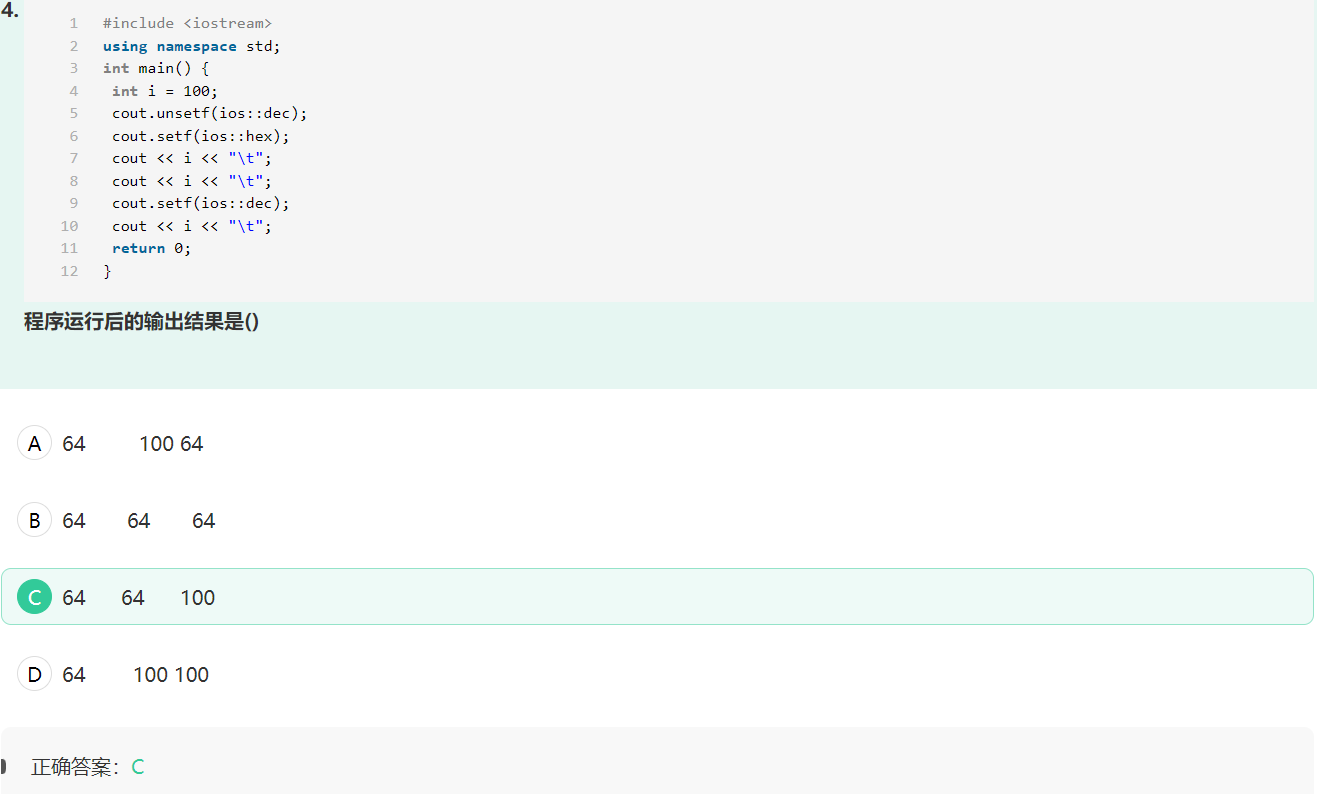 4.
1 #include <iostream>
2 using namespace std;
3 int main() {
4 int i = 100;
5 cout.unsetf(ios::dec);
6 cout.setf(ios::hex);
7 cout << i << "\t";
8 cout << i << "\t";
9 cout.setf(ios::dec);
10 cout << i << "\t";
11 return 0;
12 }
程序运行后的输出结果是()
A 64 100 64
B 64 64 64
C 64 64 100
D 64 100 100
正确答案：C